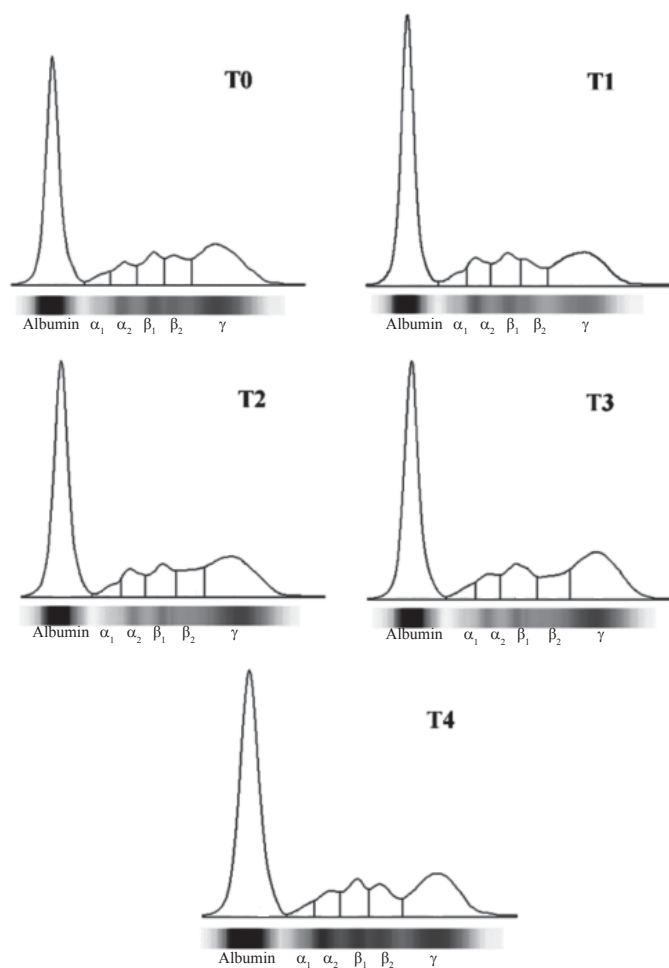 T0
Albumin α₁ α₂ β₁ β₂ γ
T1
Albumin α₁ α₂ β₁ β₂ γ
T2
Albumin α₁ α₂ β₁ β₂ γ
T3
Albumin α₁ α₂ β₁ β₂ γ
T4
Albumin α₁ α₂ β₁ β₂ γ